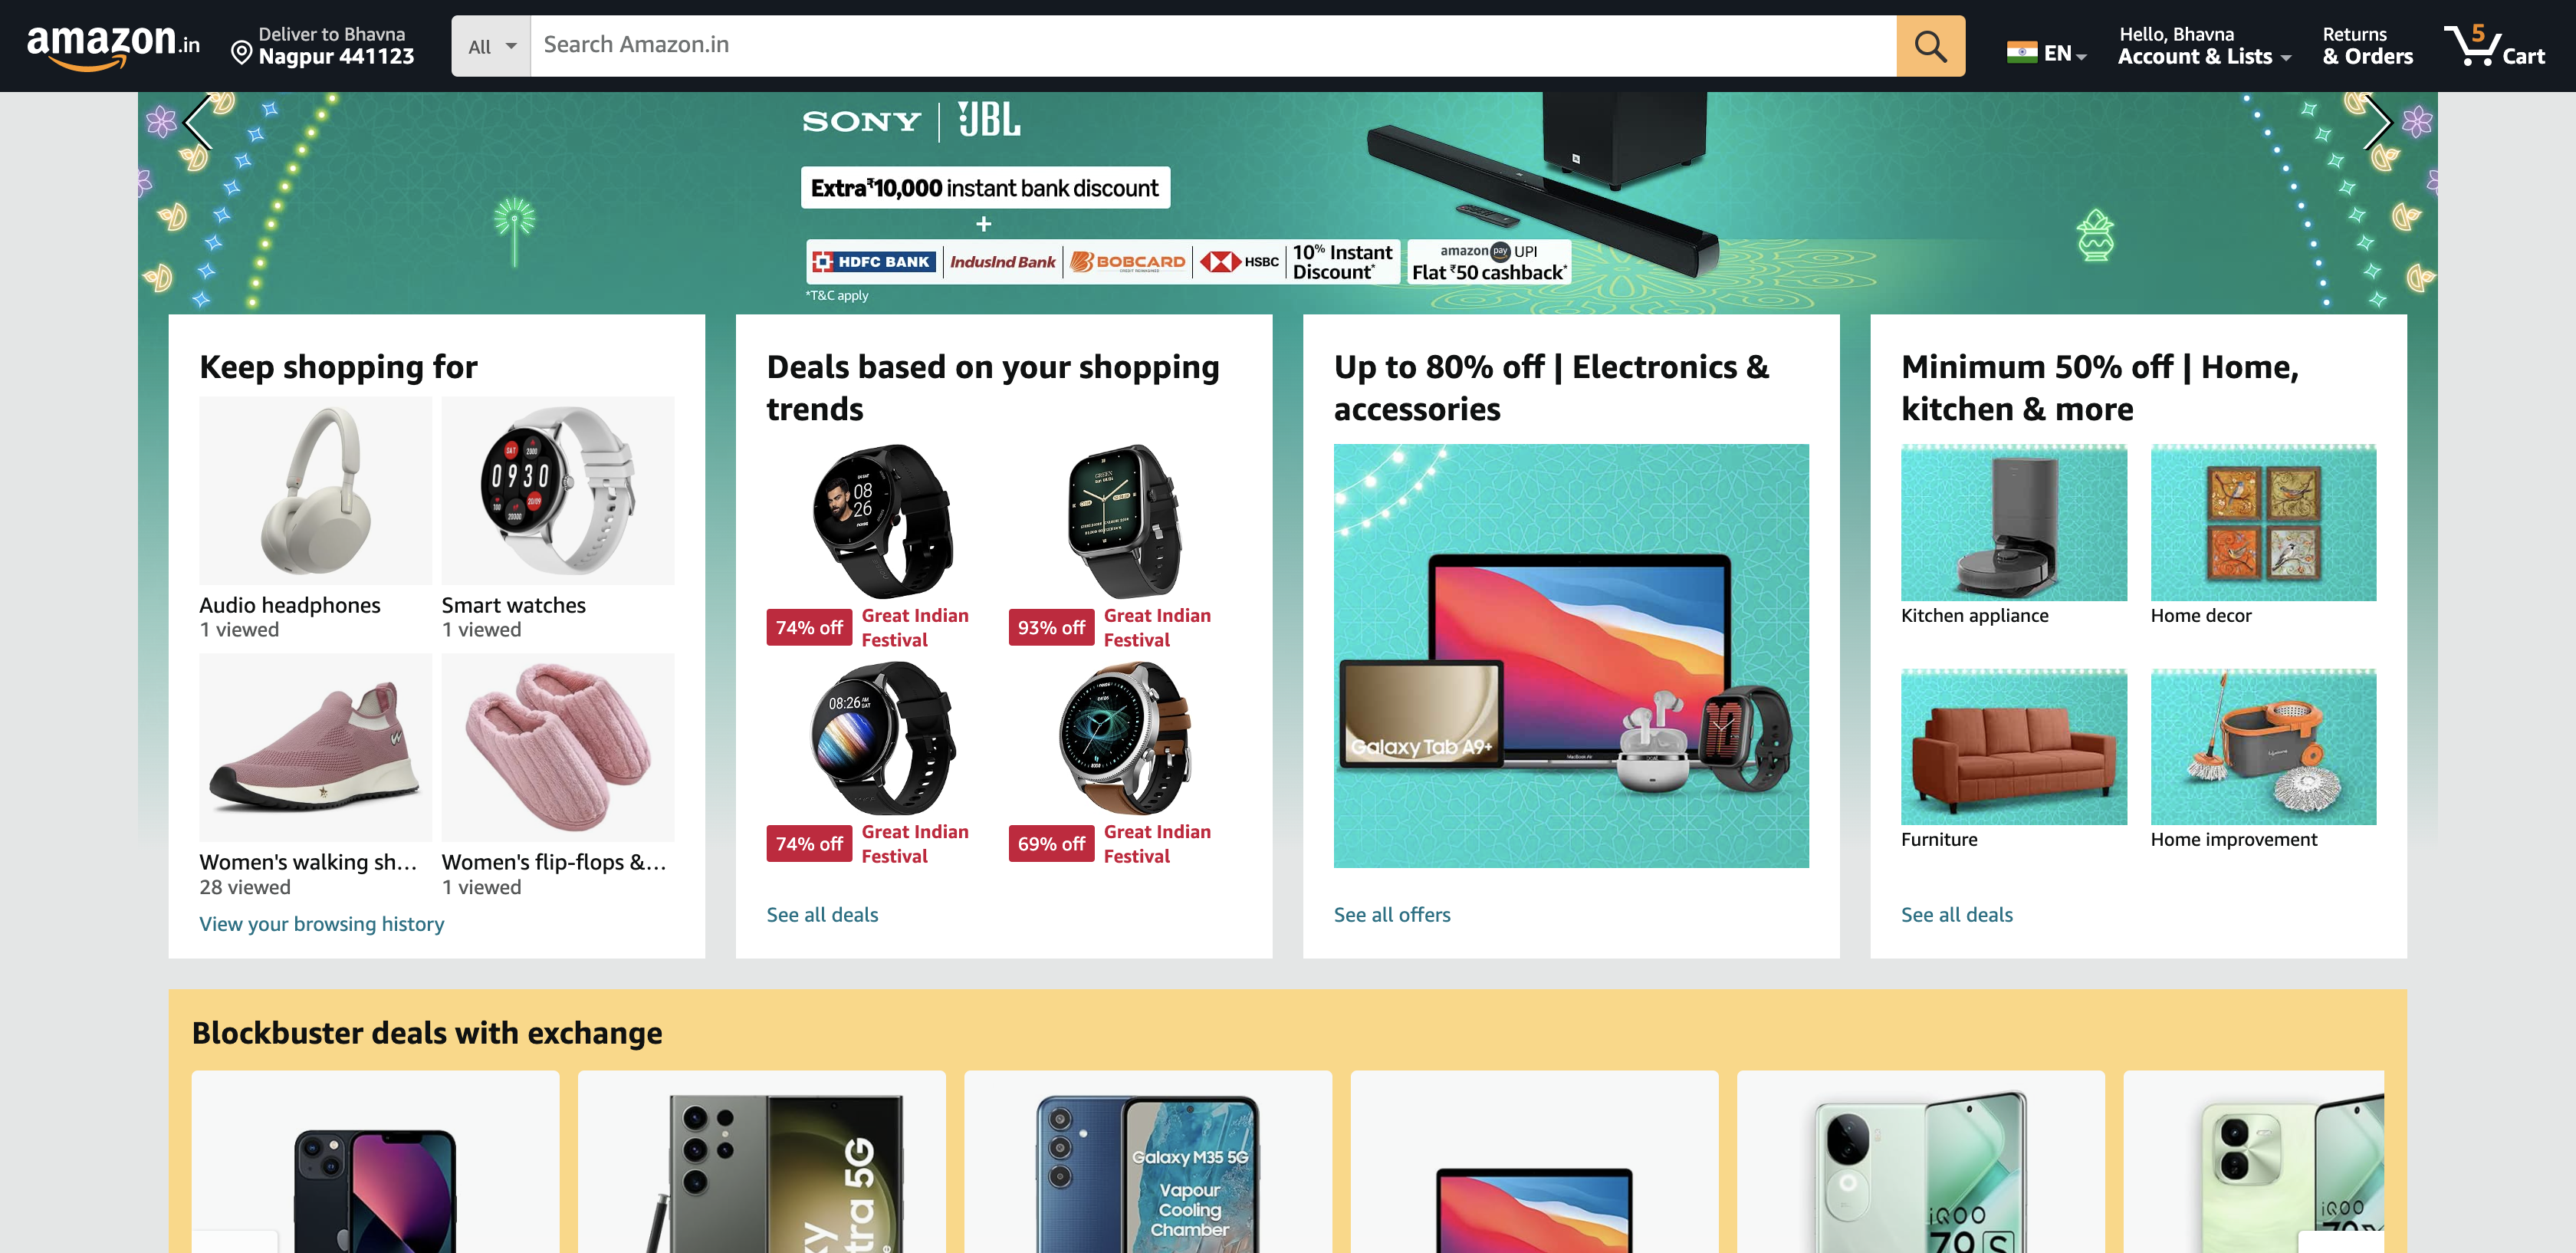 amazon.in
Deliver to Bhavna
Nagpur 441123
All
Search Amazon.in
EN
Hello, Bhavna
Account & Lists
Returns
& Orders
5
Cart
SONY | JBL
Extra ₹10,000 instant bank discount
+
HDFC BANK
IndusInd Bank
BOBCARD
HSBC
10% Instant
Discount*
amazon pay UPI
Flat ₹50 cashback*
*T&C apply
Keep shopping for
Audio headphones
1 viewed
Smart watches
1 viewed
Women's walking sh...
28 viewed
Women's flip-flops &...
1 viewed
View your browsing history
Deals based on your shopping
trends
08
26
74% off
Great Indian
Festival
93% off
Great Indian
Festival
08:26
74% off
Great Indian
Festival
69% off
Great Indian
Festival
See all deals
Up to 80% off | Electronics &
accessories
Galaxy Tab A9+
MacBook Air
See all offers
Minimum 50% off | Home,
kitchen & more
Kitchen appliance
Home decor
Furniture
Home improvement
See all deals
Blockbuster deals with exchange
Galaxy M35 5G
Vapour
Cooling
Chamber
iQOO
iQOO